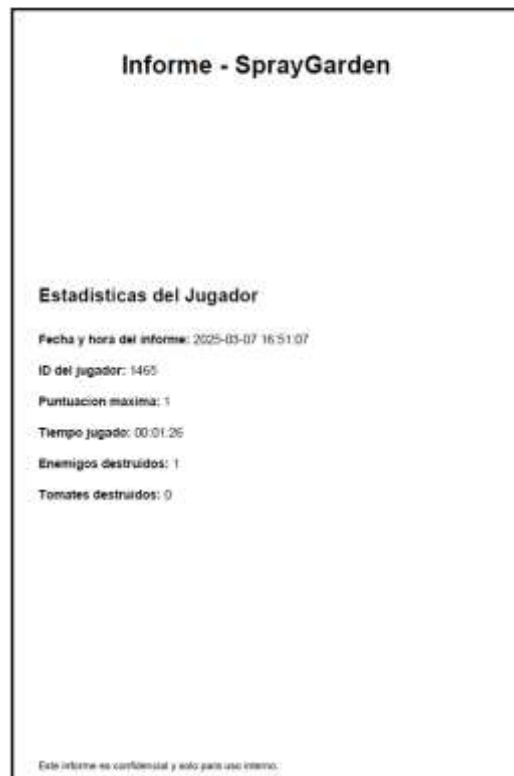 Informe - SprayGarden
Estadisticas del Jugador
Fecha y hora del informe: 2025-03-07 16:51:07
ID del jugador: 1465
Puntuacion maxima: 1
Tiempo jugado: 00:01:26
Enemigos destruidos: 1
Tomates destruidos: 0
Este informe es confidencial y solo para uso interno.